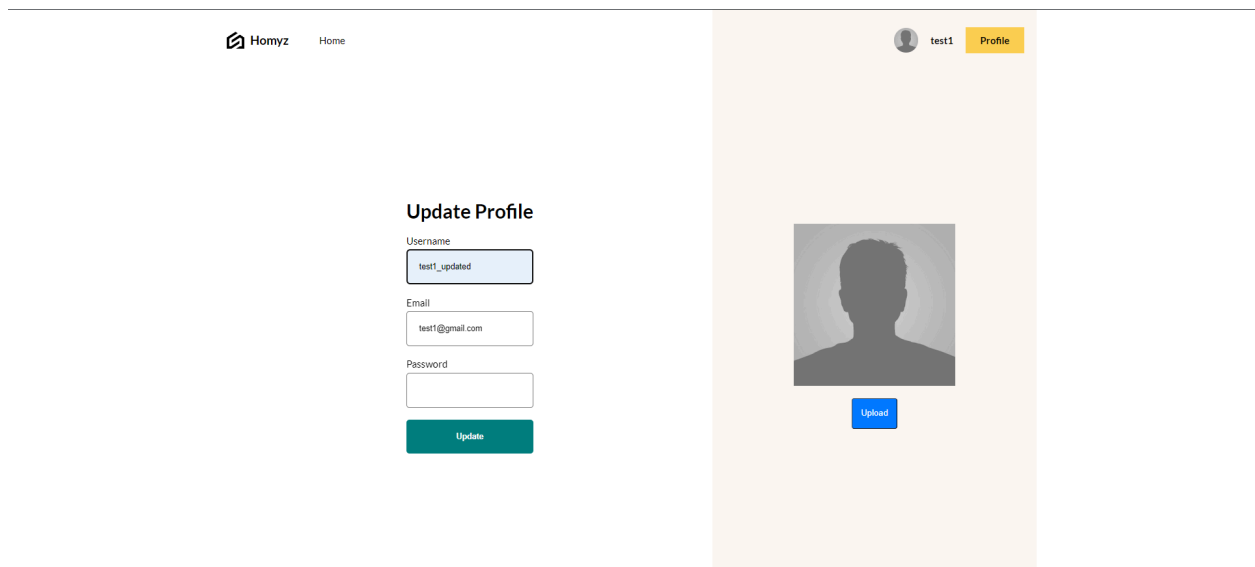 Homyz Home test1 Profile
Update Profile
Username
test1_updated
Email
test1@gmail.com
Password
Update
Upload